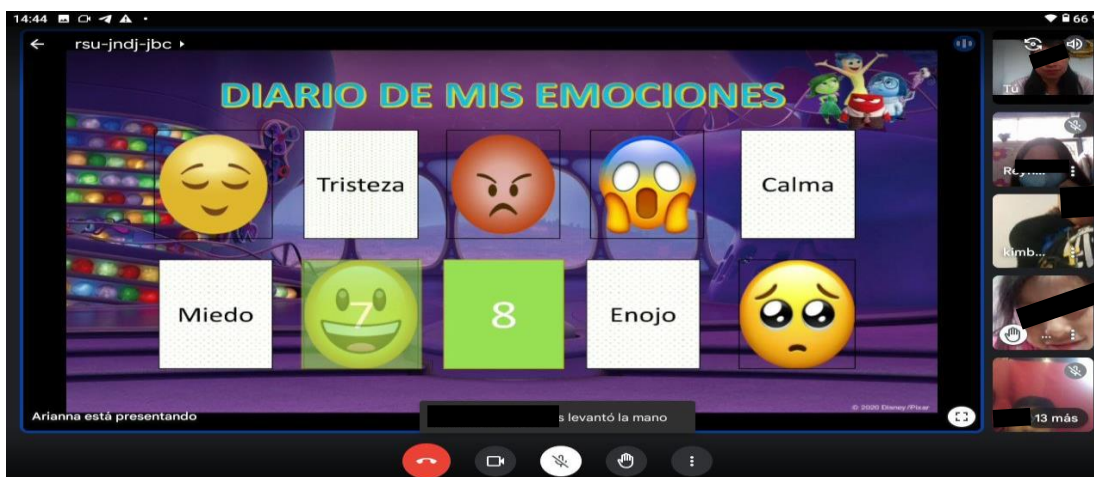 14:44
66
rsu-jndj-jbc
DIARIO DE MIS EMOCIONES
Tristeza
Calma
Miedo
7
8
Enojo
Arianna está presentando
s levantó la mano
© 2020 Disney/Pixar
Tú
kimb...
...
13 más